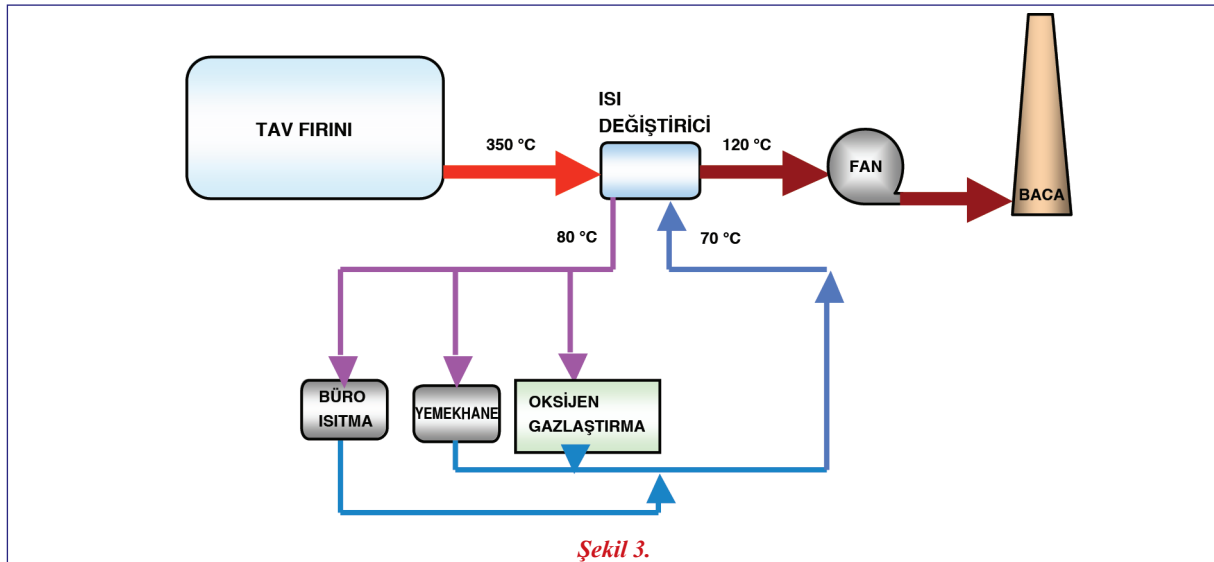 TAV FIRINI
350 °C
ISI
DEĞİŞTİRİCİ
120 °C
FAN
BACA
80 °C
70 °C
BÜRO
ISITMA
YEMEKHANE
OKSİJEN
GAZLAŞTIRMA
Şekil 3.